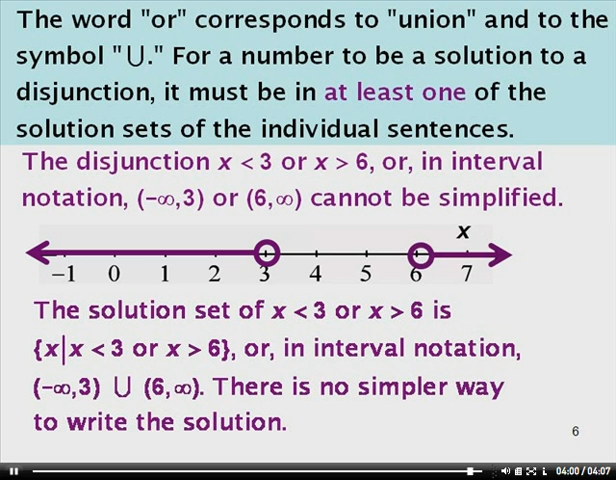 The word "or" corresponds to "union" and to the
symbol "∪." For a number to be a solution to a
disjunction, it must be in at least one of the
solution sets of the individual sentences.
The disjunction x < 3 or x > 6, or, in interval
notation, (−∞,3) or (6,∞) cannot be simplified.
x
−1 0 1 2 3 4 5 6 7
The solution set of x < 3 or x > 6 is
{x|x < 3 or x > 6}, or, in interval notation,
(−∞,3) ∪ (6,∞). There is no simpler way
to write the solution.
6
04:00 / 04:07